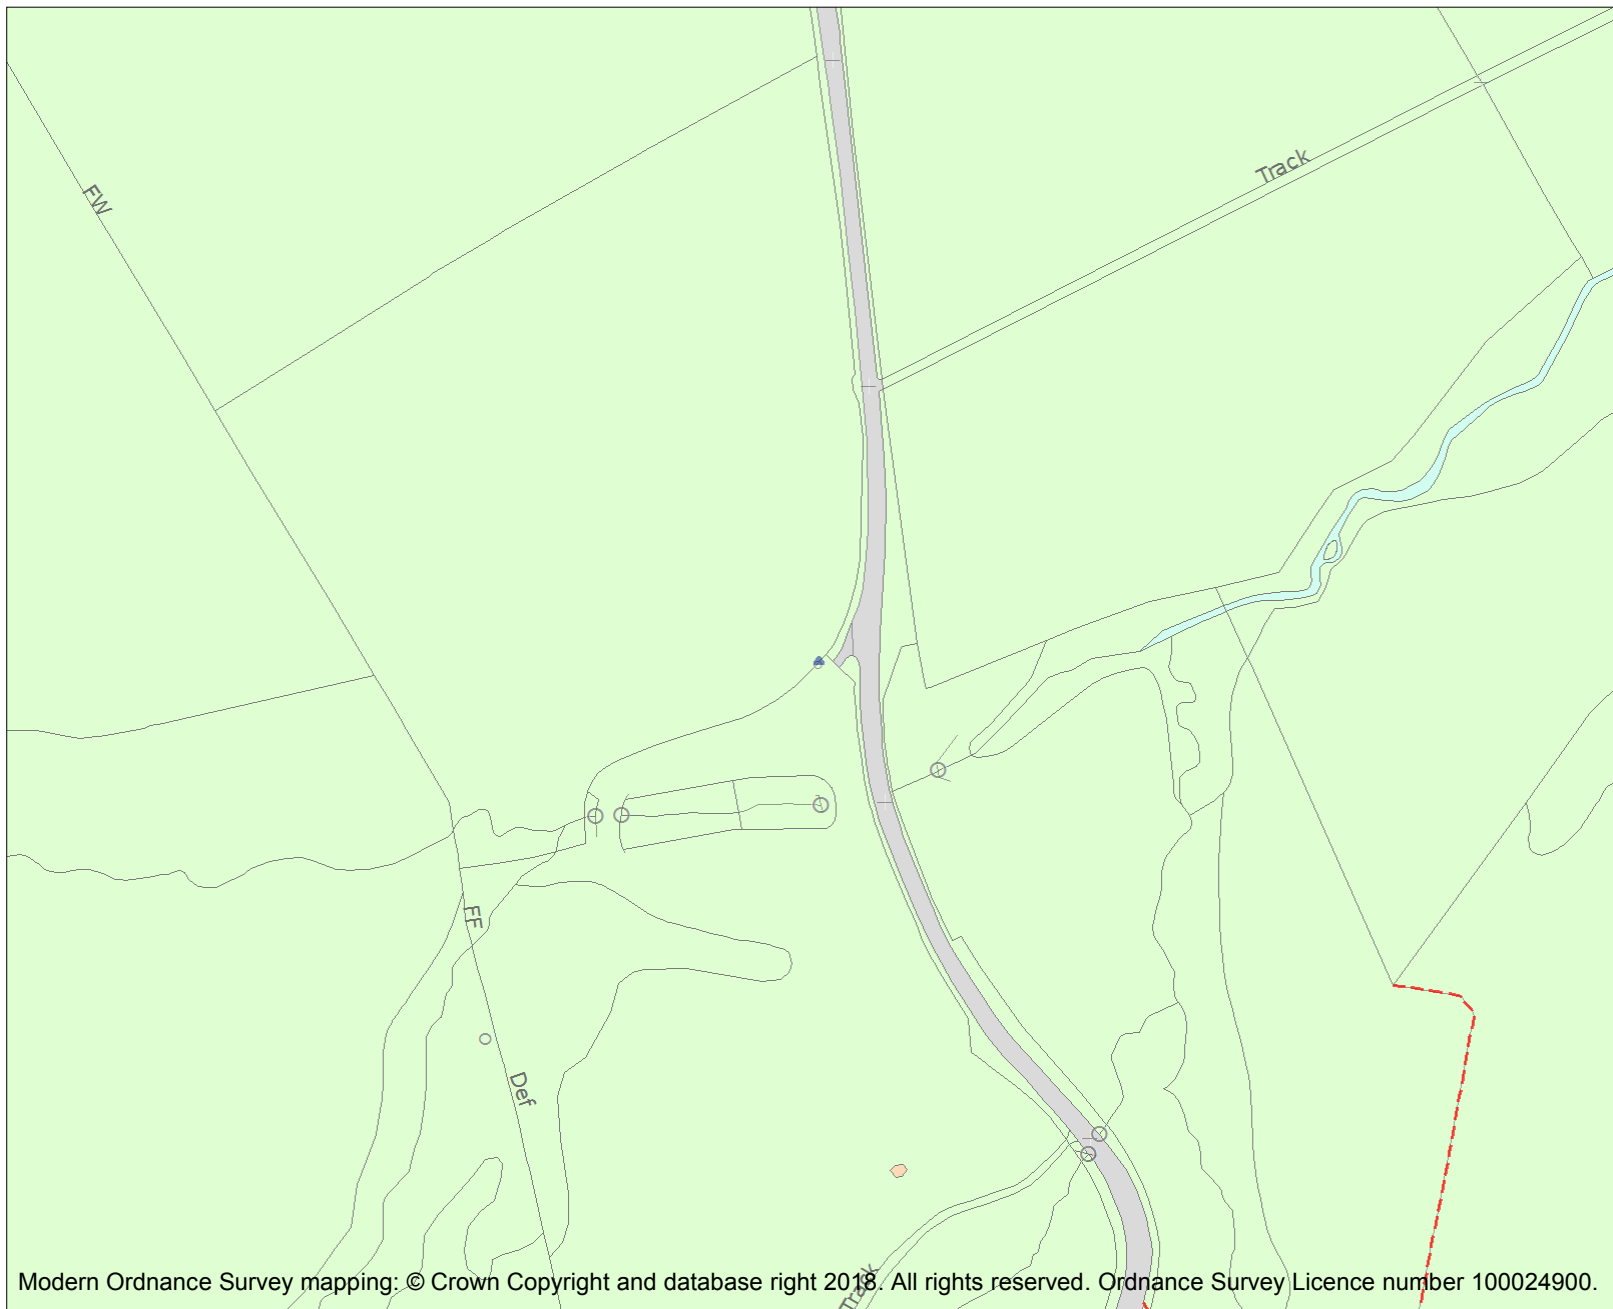 Track
FW
FF
Def
Track
Modern Ordnance Survey mapping: © Crown Copyright and database right 2018. All rights reserved. Ordnance Survey Licence number 100024900.